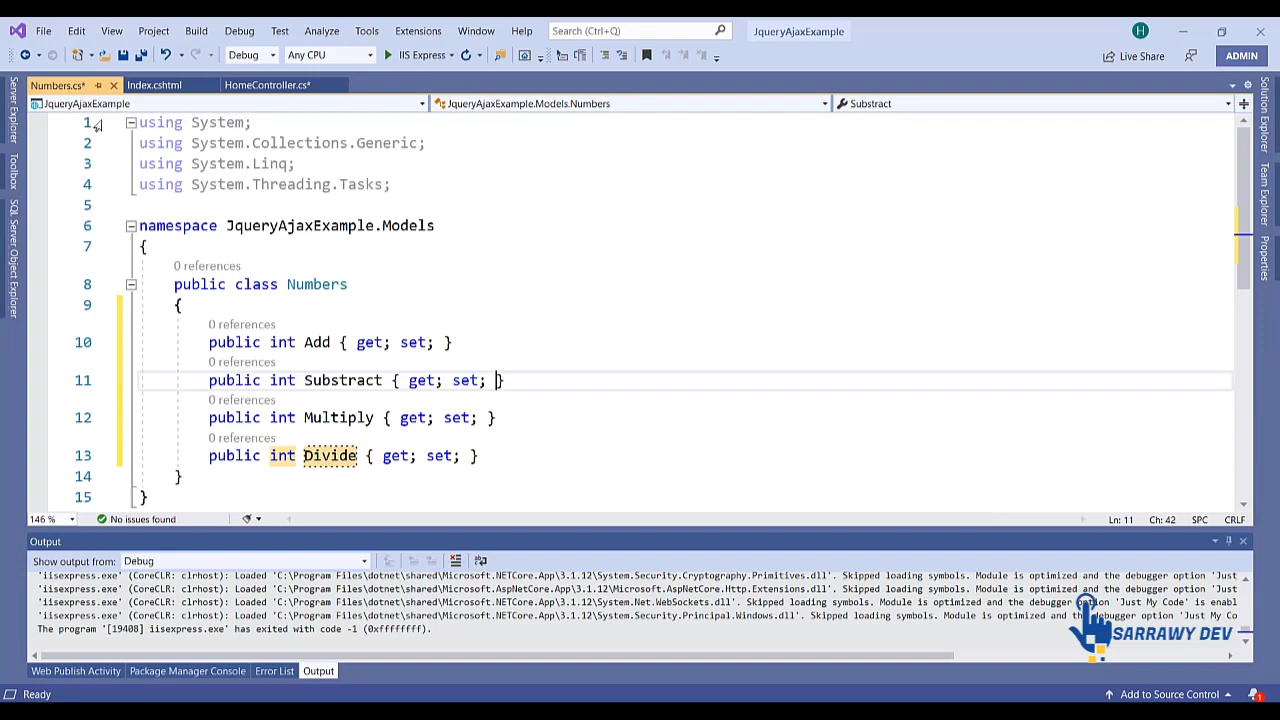 File Edit View Project Build Debug Test Analyze Tools Extensions Window Help Search (Ctrl+Q) JqueryAjaxExample H
Debug Any CPU IIS Express Live Share ADMIN
Numbers.cs* Index.cshtml HomeController.cs*
JqueryAjaxExample JqueryAjaxExample.Models.Numbers Substract
Server Explorer
Toolbox
SQL Server Object Explorer
1 using System;
2 using System.Collections.Generic;
3 using System.Linq;
4 using System.Threading.Tasks;
5
6 namespace JqueryAjaxExample.Models
7 {
0 references
8 public class Numbers
9 {
0 references
10 public int Add { get; set; }
0 references
11 public int Substract { get; set; }
0 references
12 public int Multiply { get; set; }
0 references
13 public int Divide { get; set; }
14 }
15 }
Solution Explorer
Team Explorer
Properties
146 % No issues found Ln: 11 Ch: 42 SPC CRLF
Output
Show output from: Debug
'iisexpress.exe' (CoreCLR: clrhost): Loaded 'C:\Program Files\dotnet\shared\Microsoft.NETCore.App\3.1.12\System.Security.Cryptography.Primitives.dll'. Skipped loading symbols. Module is optimized and the debugger option 'Just
'iisexpress.exe' (CoreCLR: clrhost): Loaded 'C:\Program Files\dotnet\shared\Microsoft.AspNetCore.App\3.1.12\Microsoft.AspNetCore.Http.Extensions.dll'. Skipped loading symbols. Module is optimized and the debugger option 'Just
'iisexpress.exe' (CoreCLR: clrhost): Loaded 'C:\Program Files\dotnet\shared\Microsoft.NETCore.App\3.1.12\System.Net.WebSockets.dll'. Skipped loading symbols. Module is optimized and the debugger option 'Just My Code' is enabl
'iisexpress.exe' (CoreCLR: clrhost): Loaded 'C:\Program Files\dotnet\shared\Microsoft.NETCore.App\3.1.12\System.Security.Principal.Windows.dll'. Skipped loading symbols. Module is optimized and the debugger option 'Just My Co
The program '[19408] iisexpress.exe' has exited with code -1 (0xffffffff).
SARRAWY DEV
Web Publish Activity Package Manager Console Error List Output
Ready Add to Source Control 1